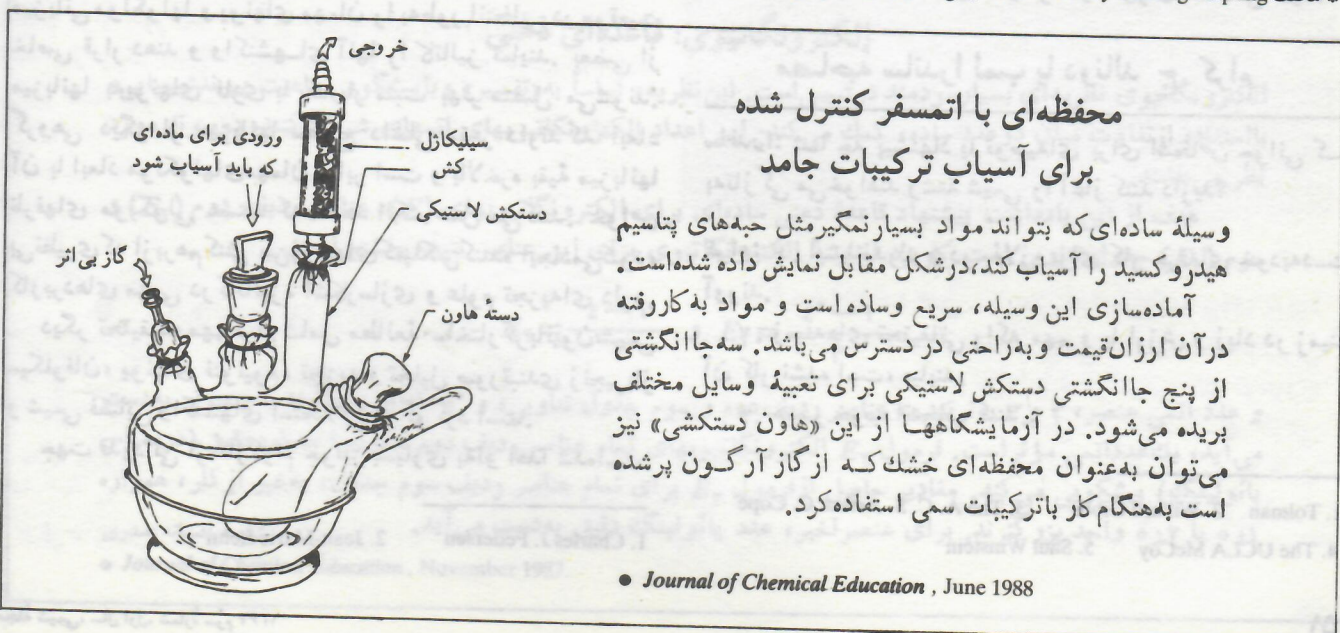 محفظه‌ای با اتمسفر کنترل شده
برای آسیاب ترکیبات جامد
وسیلهٔ ساده‌ای که بتواند مواد بسیار نمگیر مثل حبه‌های پتاسیم
هیدروکسید را آسیاب کند، در شکل مقابل نمایش داده شده است.
آماده‌سازی این وسیله، سریع و ساده است و مواد به کار رفته
در آن ارزان قیمت و به راحتی در دسترس می‌باشد. سه جا انگشتی
از پنج جا انگشتی دستکش لاستیکی برای تعبیهٔ وسایل مختلف
بریده می‌شود. در آزمایشگاهها از این «هاون دستکشی» نیز
می‌توان به عنوان محفظه‌ای خشک که از گاز آرگون پر شده
است به هنگام کار با ترکیبات سمی استفاده کرد.
● Journal of Chemical Education , June 1988
خروجی
سیلیکاژل
ورودی برای ماده‌ای
که باید آسیاب شود
کش
دستکش لاستیکی
گاز بی‌اثر
دسته هاون